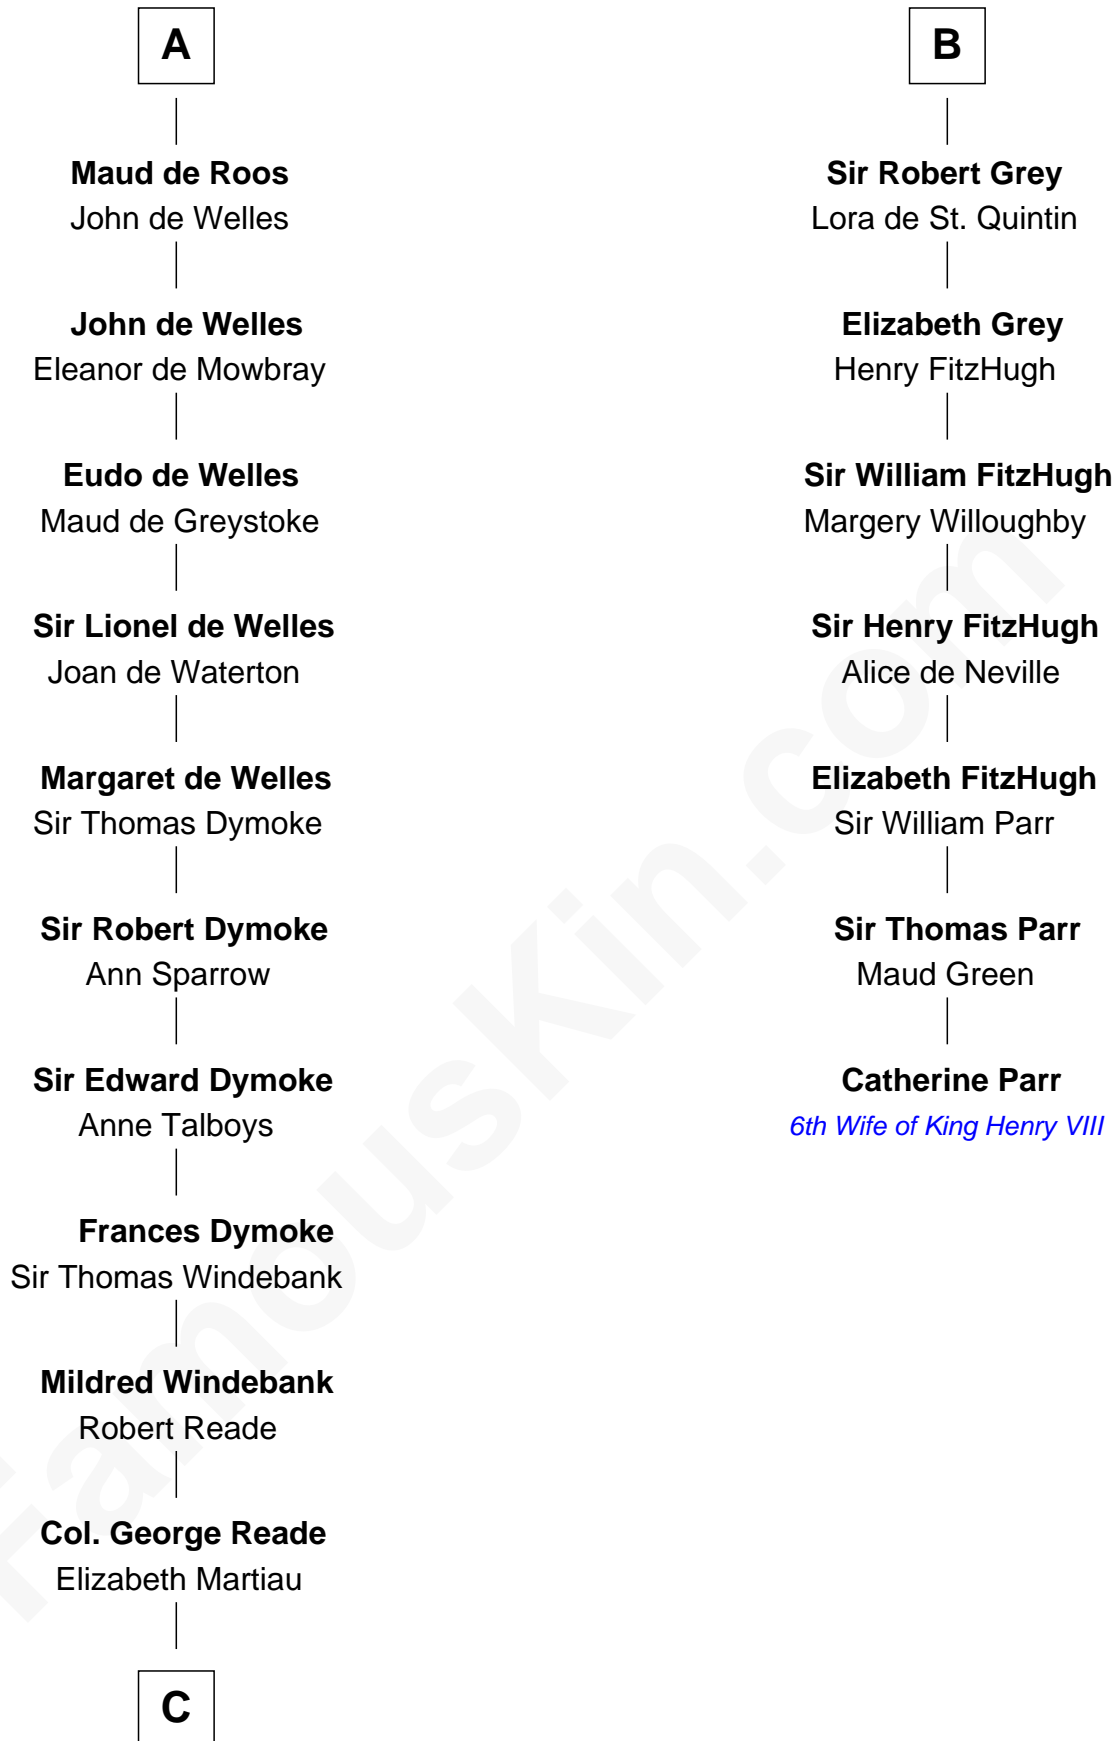 A
Maud de Roos
John de Welles
John de Welles
Eleanor de Mowbray
Eudo de Welles
Maud de Greystoke
Sir Lionel de Welles
Joan de Waterton
Margaret de Welles
Sir Thomas Dymoke
Sir Robert Dymoke
Ann Sparrow
Sir Edward Dymoke
Anne Talboys
Frances Dymoke
Sir Thomas Windebank
Mildred Windebank
Robert Reade
Col. George Reade
Elizabeth Martiau
C
B
Sir Robert Grey
Lora de St. Quintin
Elizabeth Grey
Henry FitzHugh
Sir William FitzHugh
Margery Willoughby
Sir Henry FitzHugh
Alice de Neville
Elizabeth FitzHugh
Sir William Parr
Sir Thomas Parr
Maud Green
Catherine Parr
6th Wife of King Henry VIII
FamousKin.com